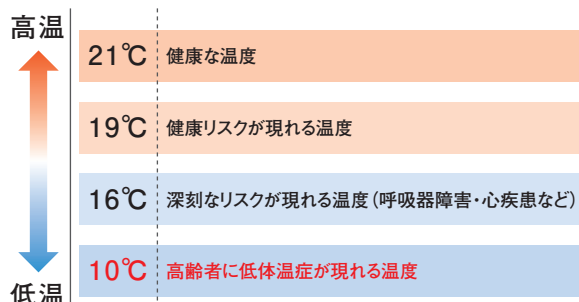 高温
21℃ 健康な温度
19℃ 健康リスクが現れる温度
16℃ 深刻なリスクが現れる温度(呼吸器障害・心疾患など)
10℃ 高齢者に低体温症が現れる温度
低温